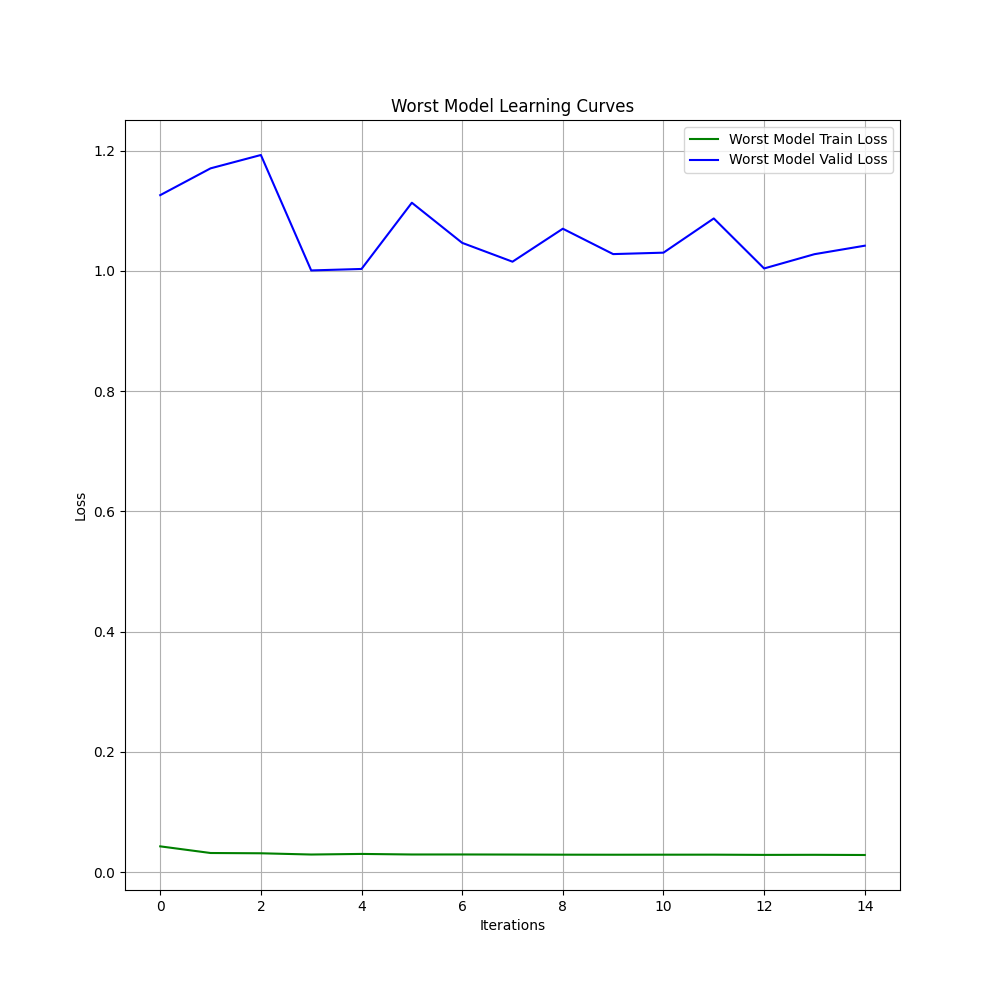 Worst Model Learning Curves
Worst Model Train Loss
Worst Model Valid Loss
1.2
1.0
0.8
0.6
0.4
0.2
0.0
Loss
0 2 4 6 8 10 12 14
Iterations